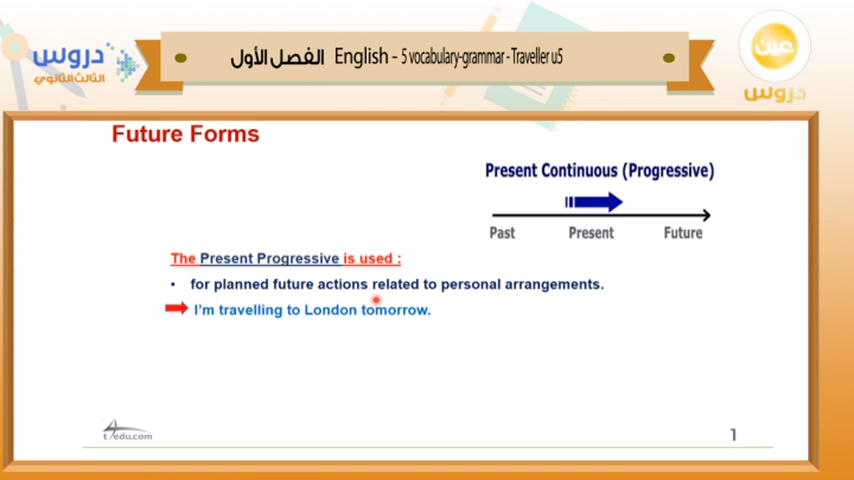 دروس
الثالث الثانوي
الفصل الأول English - 5 vocabulary-grammar - Traveller u5
عين
دروس
Future Forms
Present Continuous (Progressive)
Past Present Future
The Present Progressive is used :
• for planned future actions related to personal arrangements.
I'm travelling to London tomorrow.
t4edu.com
1